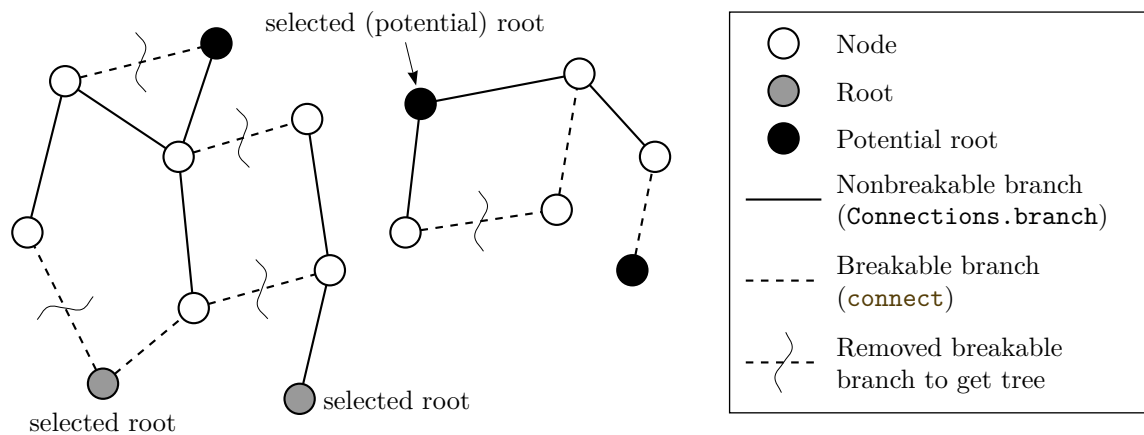 selected (potential) root
selected root
selected root
Node
Root
Potential root
Nonbreakable branch
(Connections.branch)
Breakable branch
(connect)
Removed breakable
branch to get tree